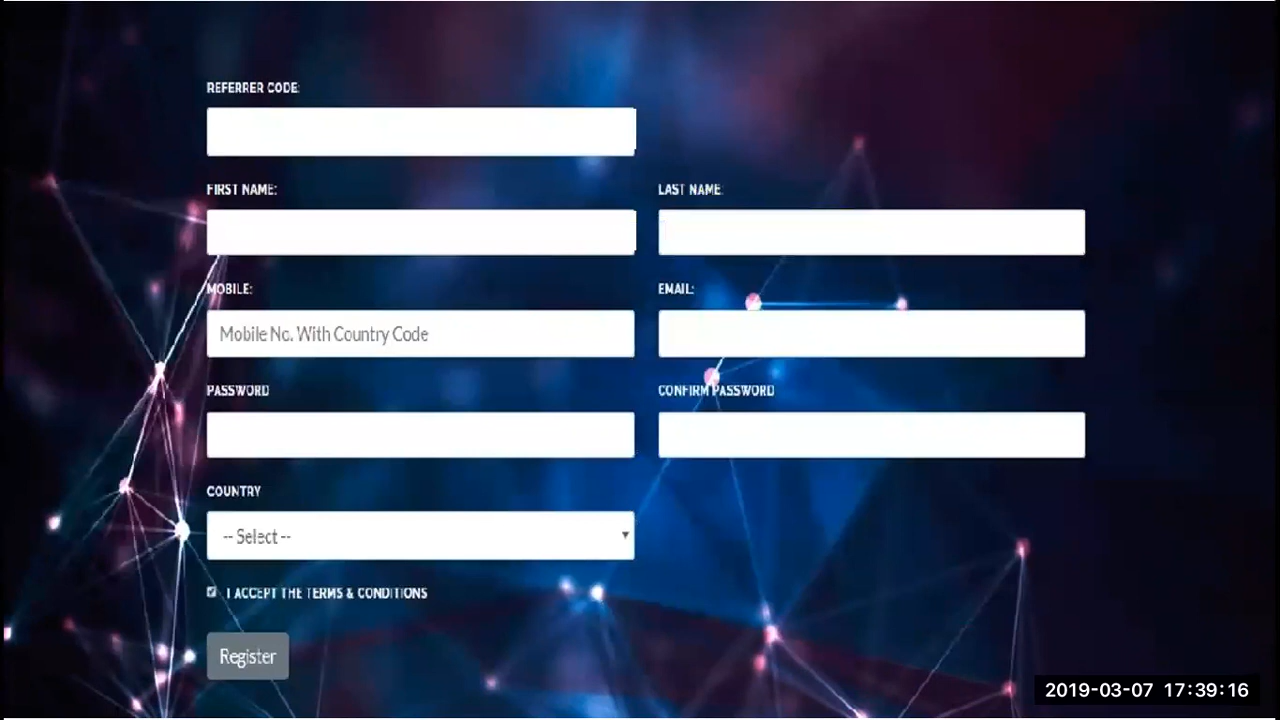 REFERRER CODE:
FIRST NAME:
LAST NAME:
MOBILE:
EMAIL:
Mobile No. With Country Code
PASSWORD
CONFIRM PASSWORD
COUNTRY
-- Select --
I ACCEPT THE TERMS & CONDITIONS
Register
2019-03-07 17:39:16